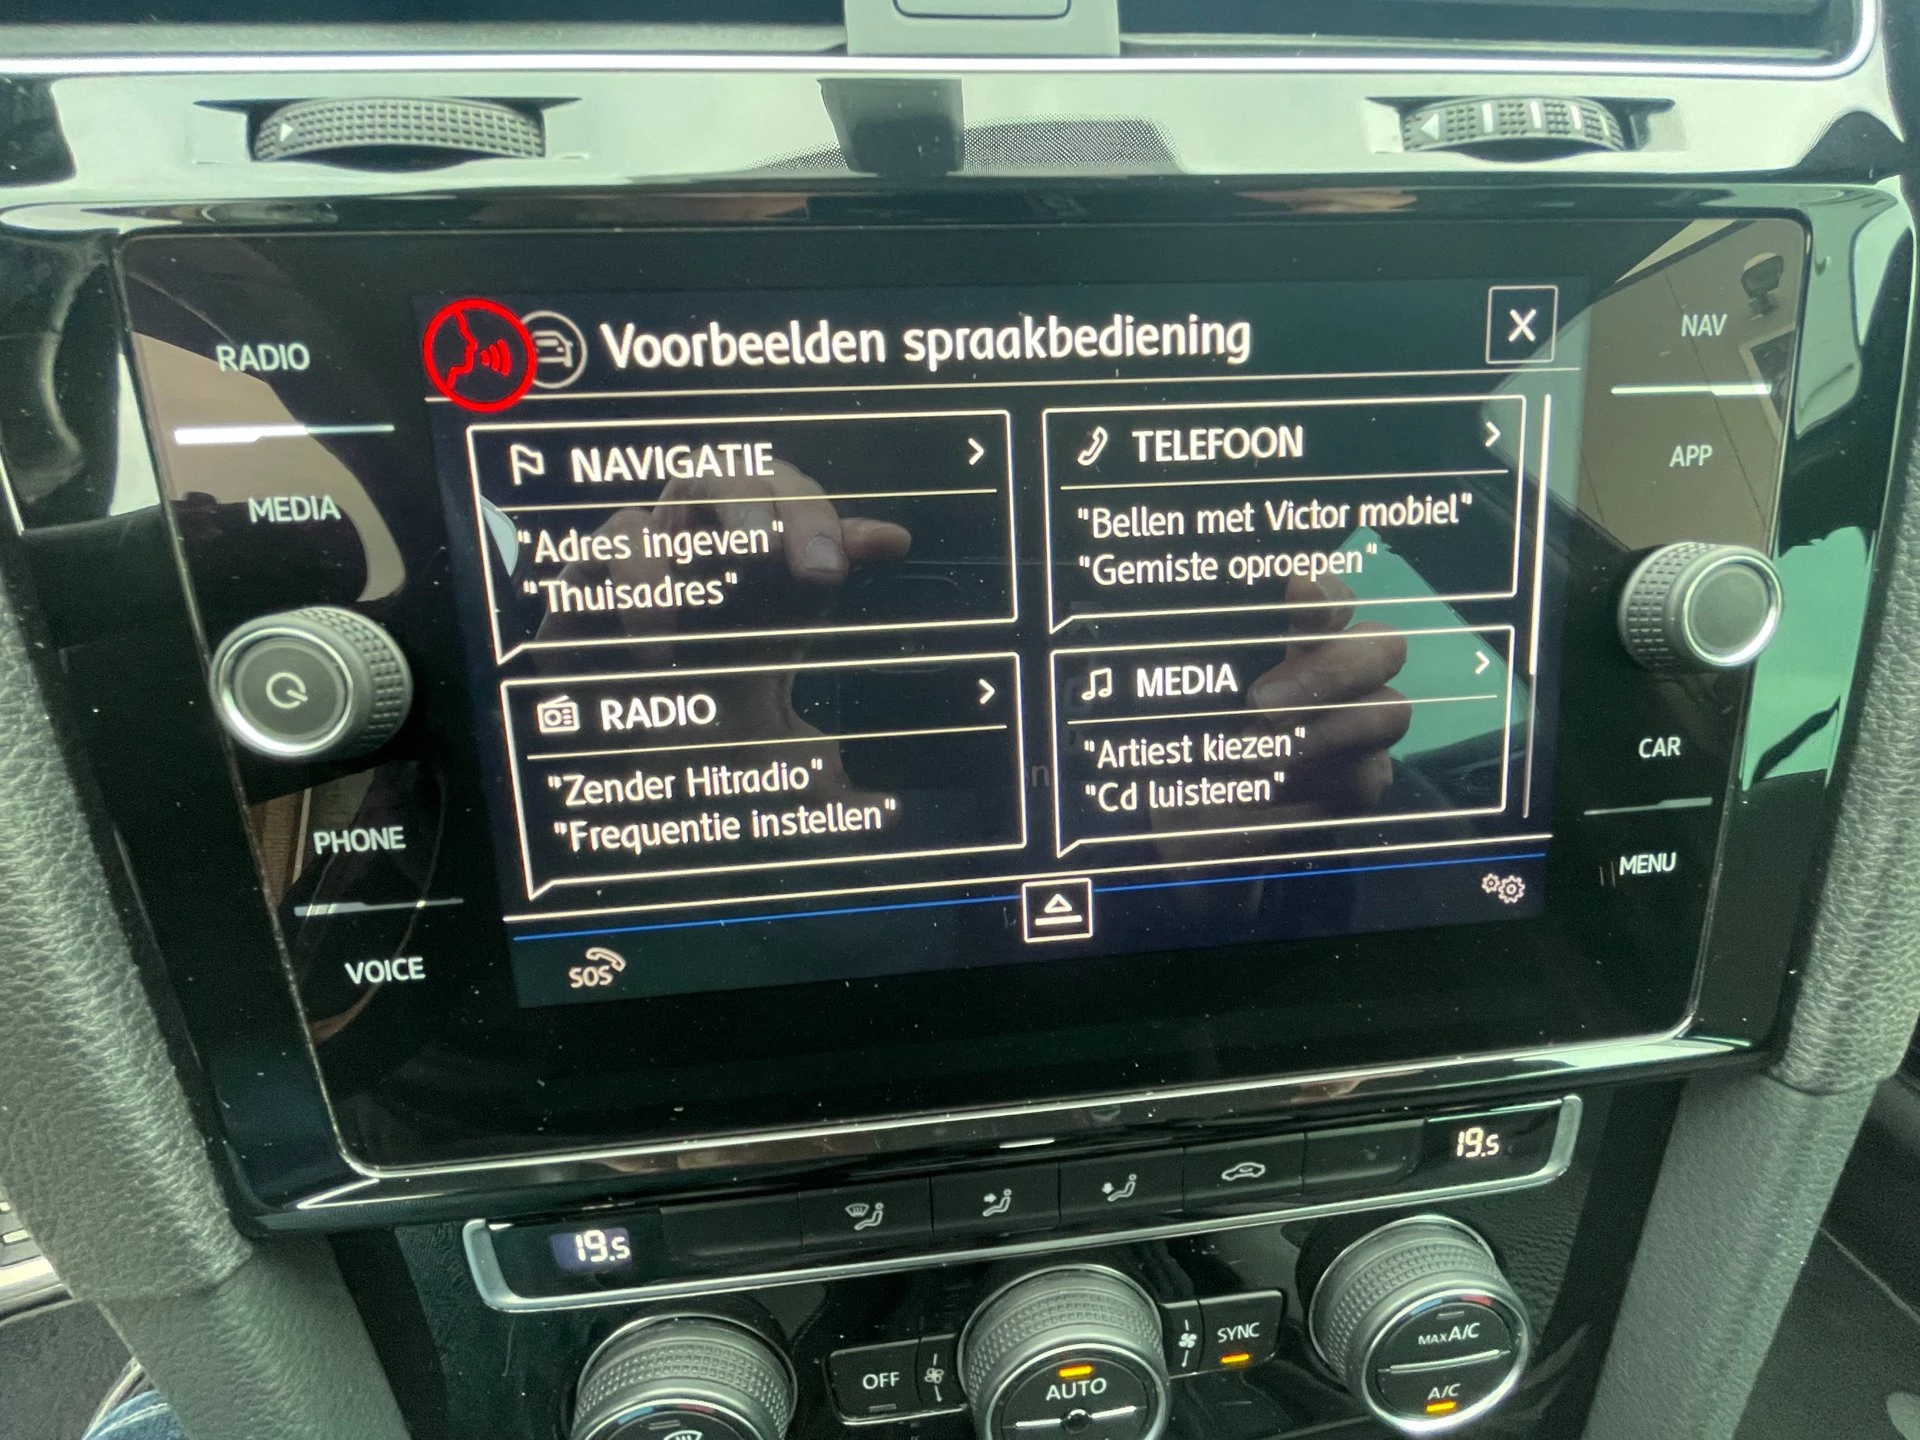 RADIO
MEDIA
PHONE
VOICE
Voorbeelden spraakbediening
X
NAVIGATIE
"Adres ingeven"
"Thuisadres"
TELEFOON
"Bellen met Victor mobiel"
"Gemiste oproepen"
RADIO
"Zender Hitradio"
"Frequentie instellen"
MEDIA
"Artiest kiezen"
"Cd luisteren"
SOS
NAV
APP
CAR
MENU
19.5
19.5
OFF
AUTO
SYNC
MAX A/C
A/C